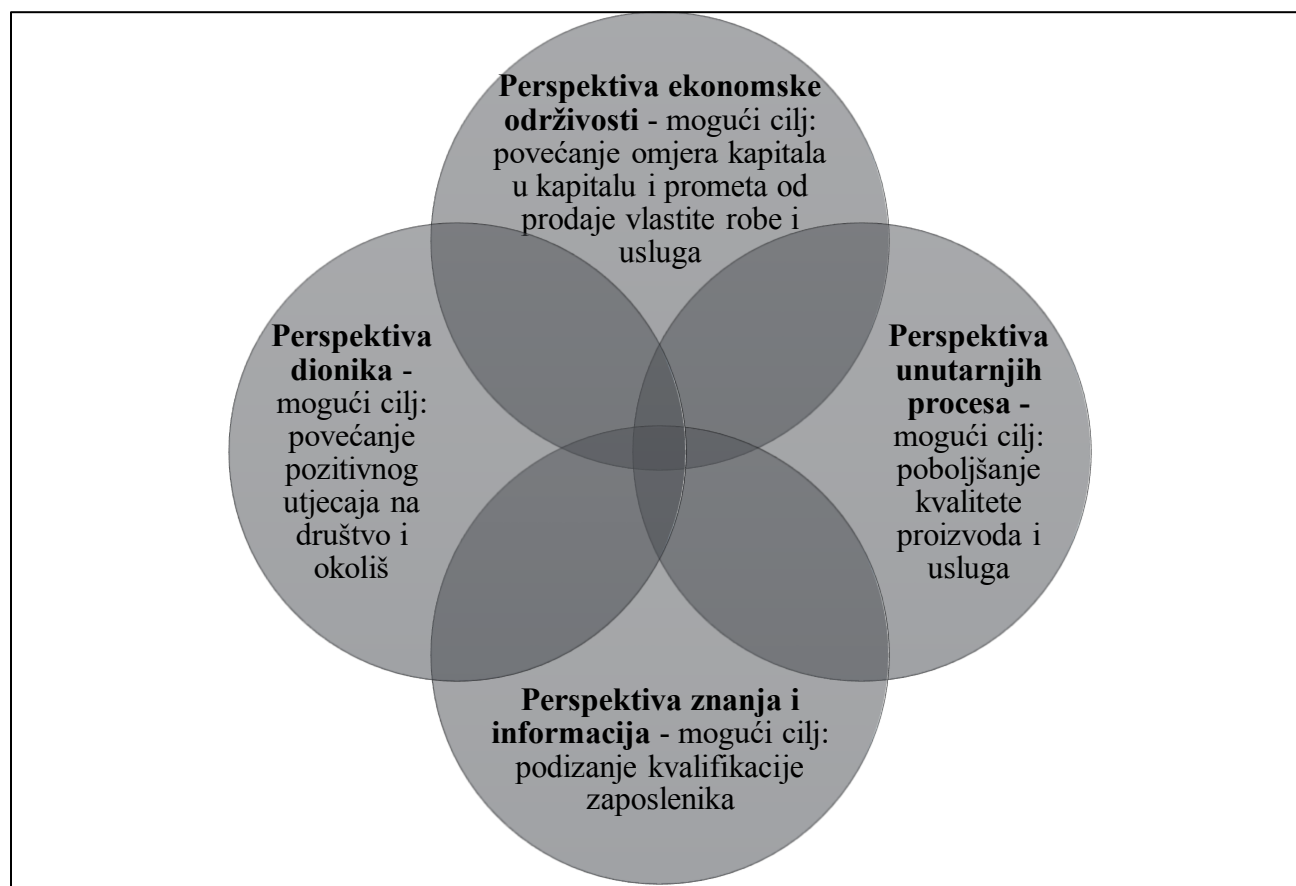 Perspektiva ekonomske
održivosti - mogući cilj:
povećanje omjera kapitala
u kapitalu i prometa od
prodaje vlastite robe i
usluga
Perspektiva
dionika -
mogući cilj:
povećanje
pozitivnog
utjecaja na
društvo i
okoliš
Perspektiva
unutarnjih
procesa -
mogući cilj:
poboljšanje
kvalitete
proizvoda i
usluga
Perspektiva znanja i
informacija - mogući cilj:
podizanje kvalifikacije
zaposlenika